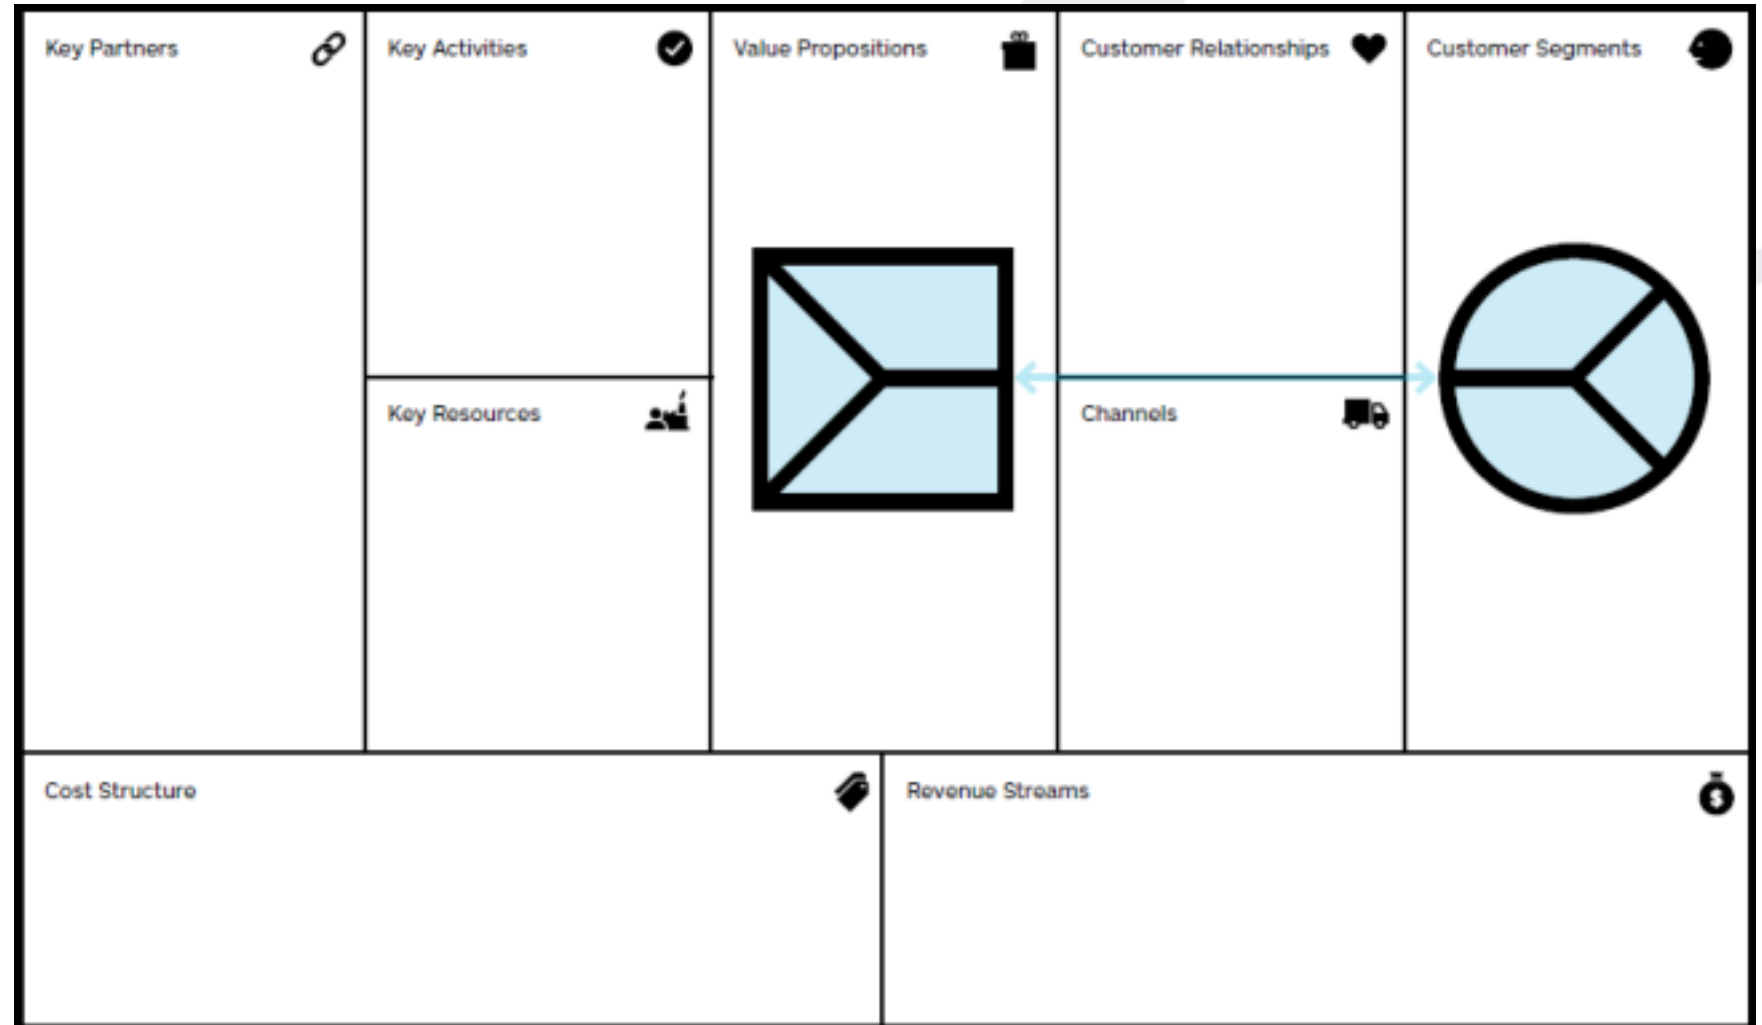 Key Partners
Key Activities
Value Propositions
Customer Relationships
Customer Segments
Key Resources
Channels
Cost Structure
Revenue Streams
$